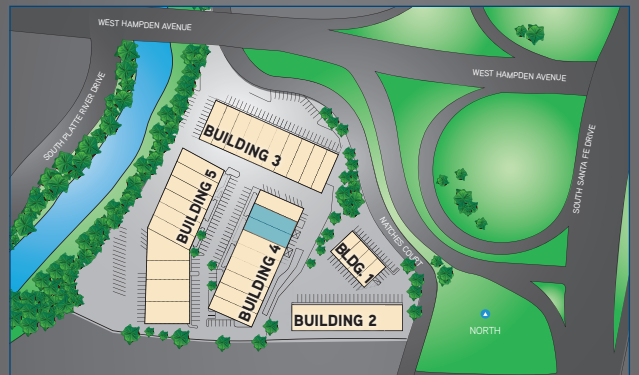 WEST HAMPDEN AVENUE
WEST HAMPDEN AVENUE
SOUTH PLATTE RIVER DRIVE
BUILDING 3
SOUTH SANTA FE DRIVE
BUILDING 5
NATCHES COURT
BUILDING 4
BLDG. 1
BUILDING 2
NORTH